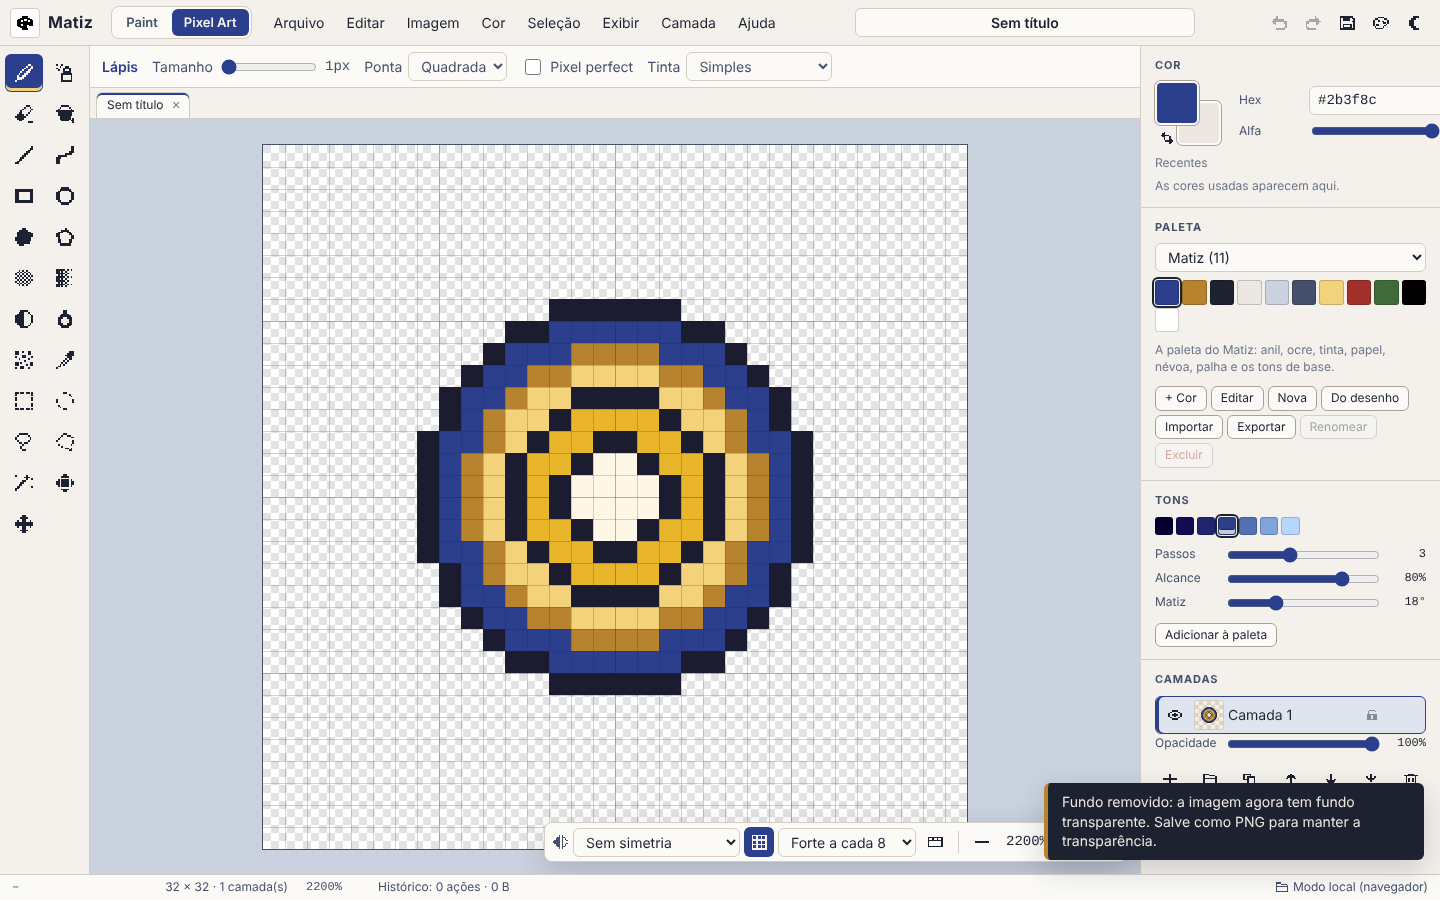 Matiz Paint Pixel Art Arquivo Editar Imagem Cor Seleção Exibir Camada Ajuda Sem título
Lápis Tamanho 1px Ponta Quadrada Pixel perfect Tinta Simples
Sem título ×
COR
Hex #2b3f8c
Alfa
Recentes
As cores usadas aparecem aqui.
PALETA
Matiz (11)
A paleta do Matiz: anil, ocre, tinta, papel,
névoa, palha e os tons de base.
+ Cor Editar Nova Do desenho
Importar Exportar Renomear
Excluir
TONS
Passos 3
Alcance 80%
Matiz 18°
Adicionar à paleta
CAMADAS
Camada 1
Opacidade 100%
Fundo removido: a imagem agora tem fundo
transparente. Salve como PNG para manter a
transparência.
Sem simetria Forte a cada 8 2200%
– 32 × 32 · 1 camada(s) 2200% Histórico: 0 ações · 0 B Modo local (navegador)